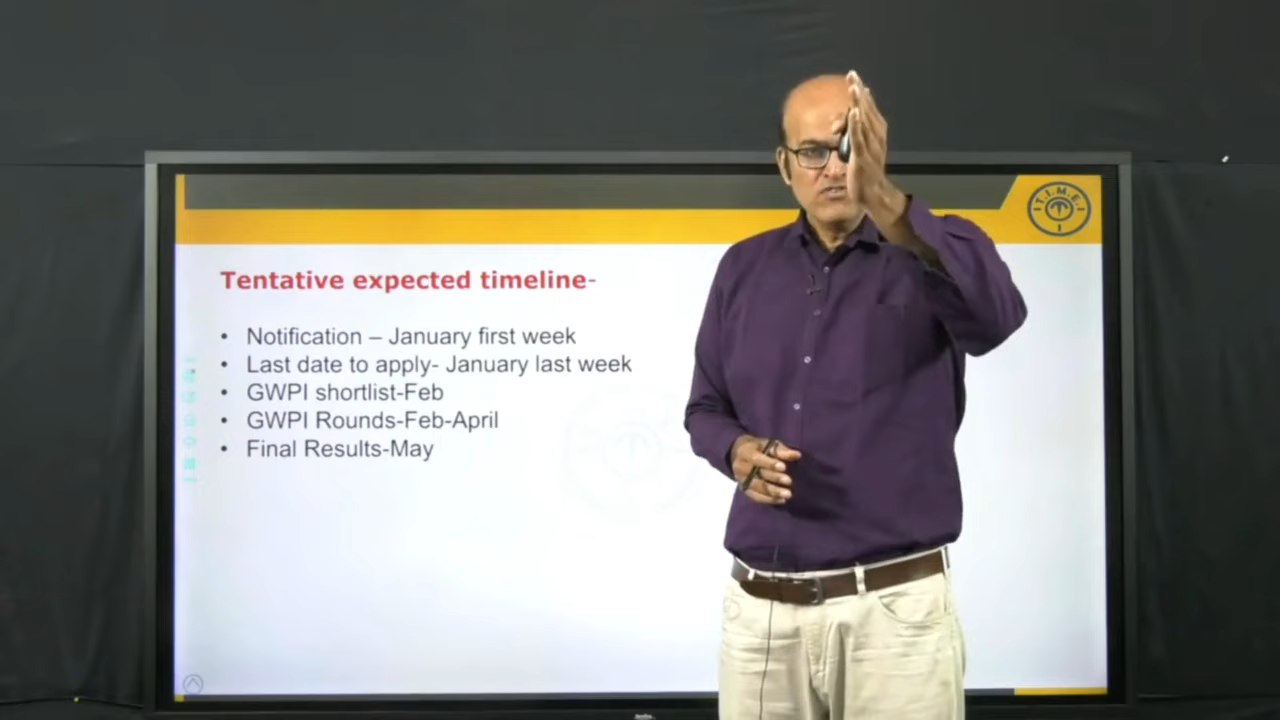 T.I.M.E.
Tentative expected timeline-
• Notification – January first week
• Last date to apply- January last week
• GWPI shortlist-Feb
• GWPI Rounds-Feb-April
• Final Results-May